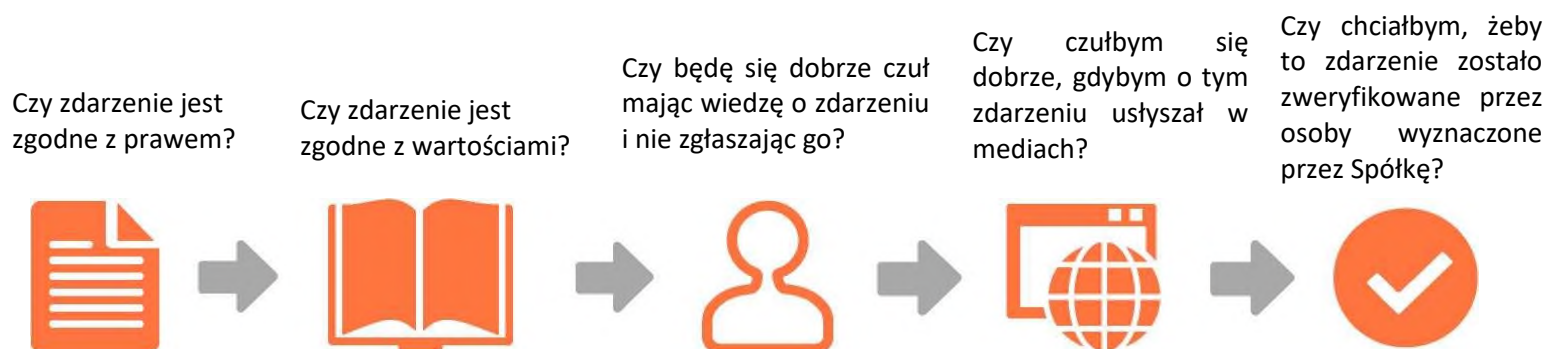 Czy zdarzenie jest
zgodne z prawem?
Czy zdarzenie jest
zgodne z wartościami?
Czy będę się dobrze czuł
mając wiedzę o zdarzeniu
i nie zgłaszając go?
Czy czułbym się
dobrze, gdybym o tym
zdarzeniu usłyszał w
mediach?
Czy chciałbym, żeby
to zdarzenie zostało
zweryfikowane przez
osoby wyznaczone
przez Spółkę?